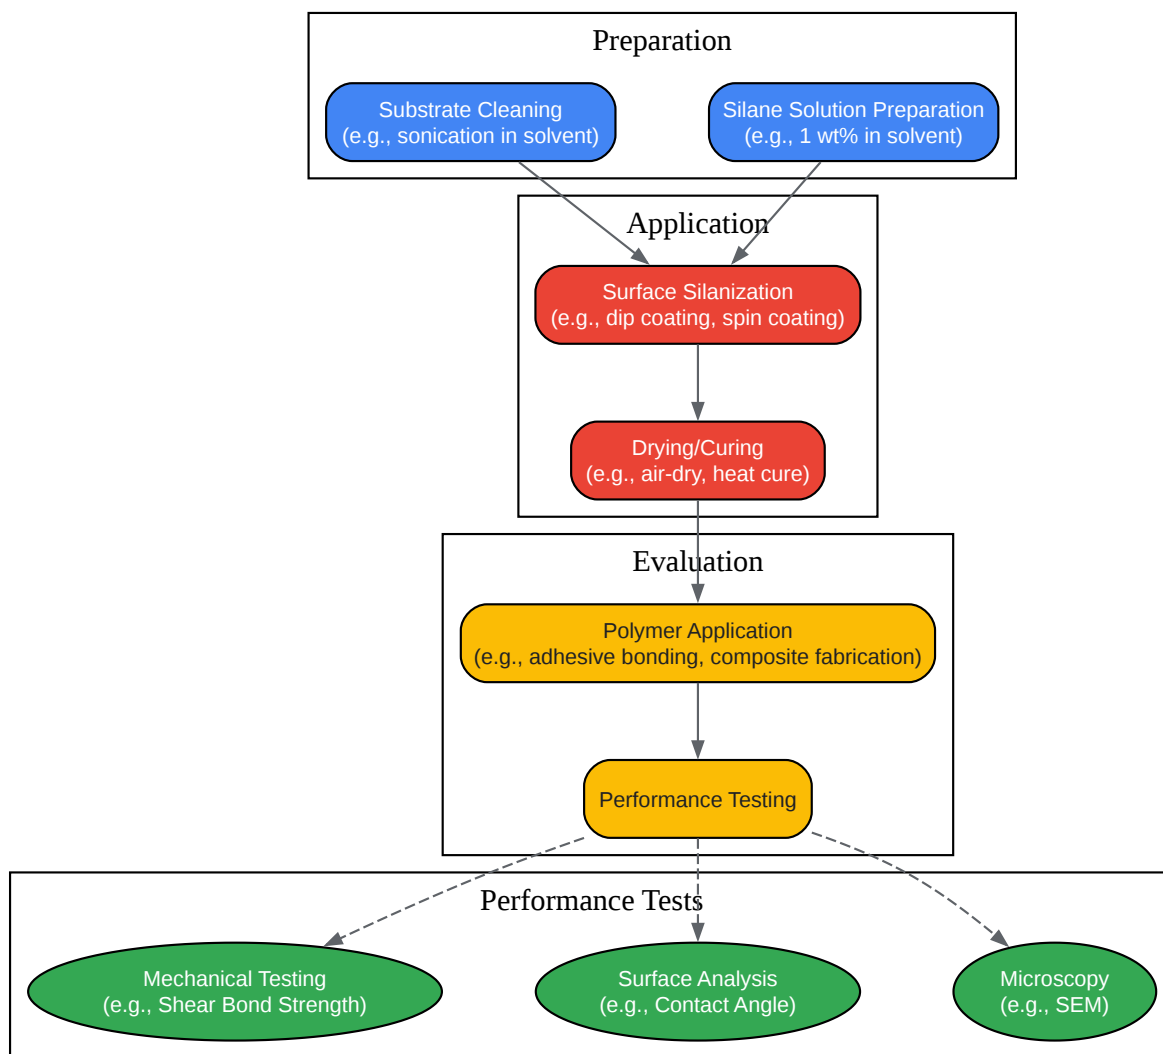 Preparation
Substrate Cleaning
(e.g., sonication in solvent)
Silane Solution Preparation
(e.g., 1 wt% in solvent)
Application
Surface Silanization
(e.g., dip coating, spin coating)
Drying/Curing
(e.g., air-dry, heat cure)
Evaluation
Polymer Application
(e.g., adhesive bonding, composite fabrication)
Performance Testing
Performance Tests
Mechanical Testing
(e.g., Shear Bond Strength)
Surface Analysis
(e.g., Contact Angle)
Microscopy
(e.g., SEM)